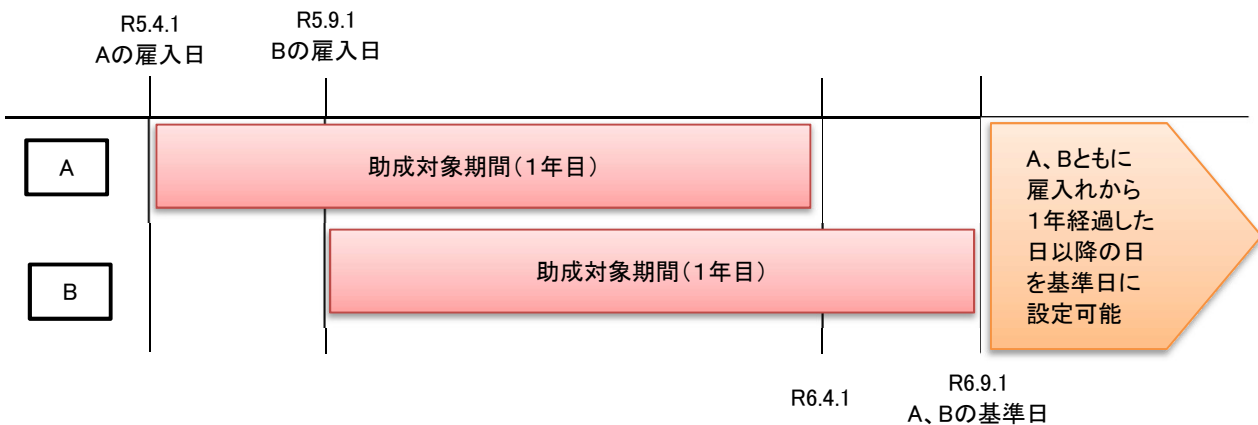 R5.4.1
Aの雇入日
R5.9.1
Bの雇入日
A
助成対象期間(1年目)
B
助成対象期間(1年目)
A、Bともに
雇入れから
1年経過した
日以降の日
を基準日に
設定可能
R6.4.1
R6.9.1
A、Bの基準日